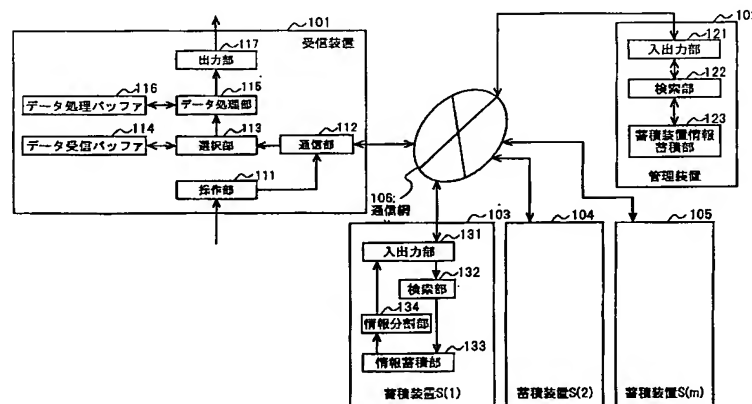 101
受信装置
117
出力部
116
115
データ処理バッファ
データ処理部
114
113
112
データ受信バッファ
選択部
通信部
111
操作部
106:
通信網
102
121
入出力部
122
検索部
123
蓄積装置情報
蓄積部
管理装置
103
131
入出力部
132
検索部
134
情報分割部
133
情報蓄積部
蓄積装置S(1)
104
蓄積装置S(2)
105
蓄積装置S(m)